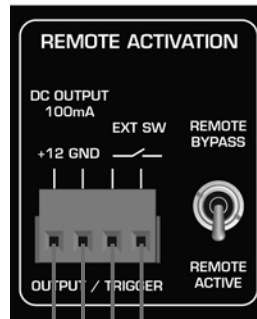 REMOTE ACTIVATION
DC OUTPUT
100mA
EXT SW
+12 GND
REMOTE
BYPASS
OUTPUT / TRIGGER
REMOTE
ACTIVE